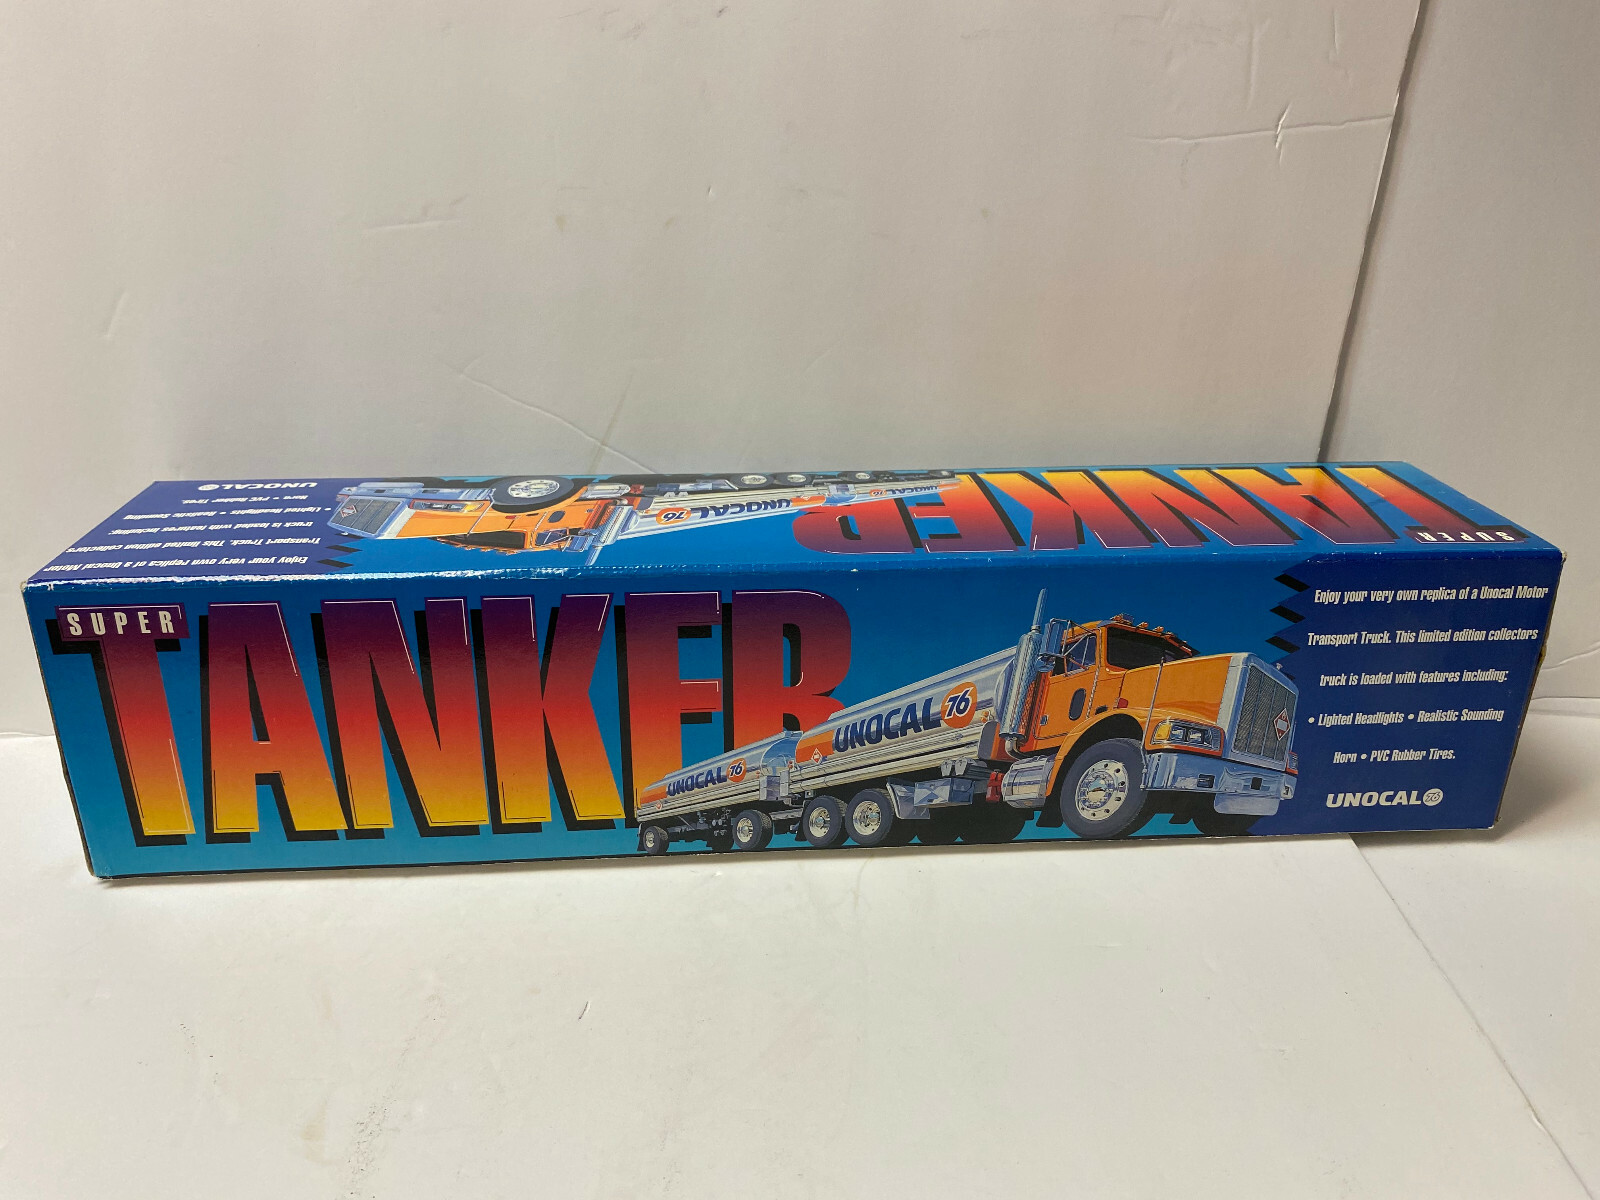 UNOCAL 76
Horn • PVC Rubber Tires.
• Lighted Headlights • Realistic Sounding
truck is loaded with features including:
Transport Truck. This limited edition collectors
Enjoy your very own replica of a Unocal Motor
UNOCAL 76
UNOCAL 76
SUPER
TANKER
SUPER
TANKER
UNOCAL 76
UNOCAL 76
Enjoy your very own replica of a Unocal Motor
Transport Truck. This limited edition collectors
truck is loaded with features including:
• Lighted Headlights • Realistic Sounding
Horn • PVC Rubber Tires.
UNOCAL 76